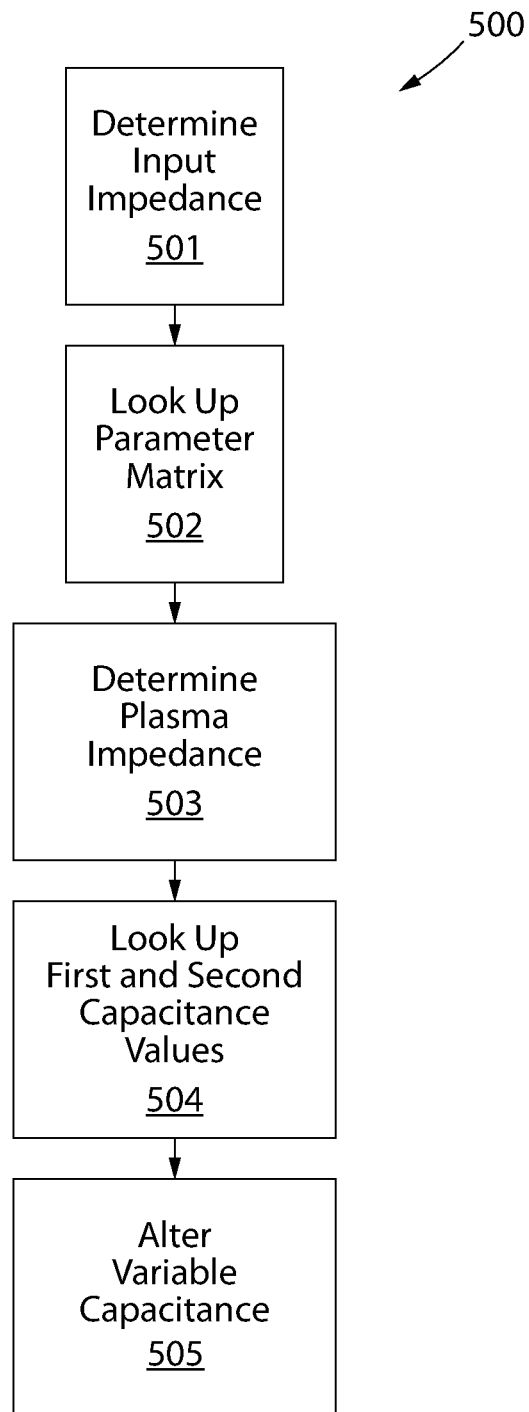 500
Determine
Input
Impedance
501
Look Up
Parameter
Matrix
502
Determine
Plasma
Impedance
503
Look Up
First and Second
Capacitance
Values
504
Alter
Variable
Capacitance
505